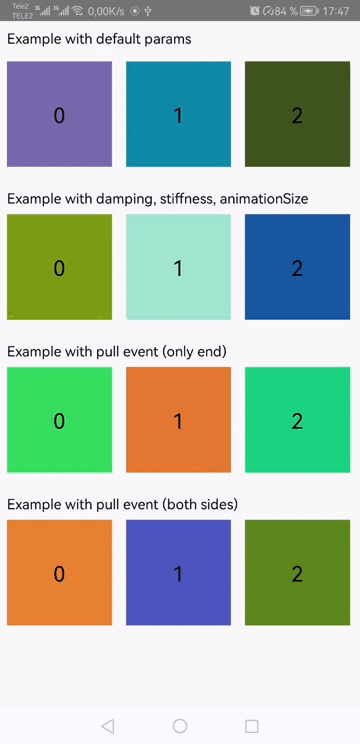 Tele2
TELE2
0,00K/s
84 %
17:47
Example with default params
0 1 2
Example with damping, stiffness, animationSize
0 1 2
Example with pull event (only end)
0 1 2
Example with pull event (both sides)
0 1 2